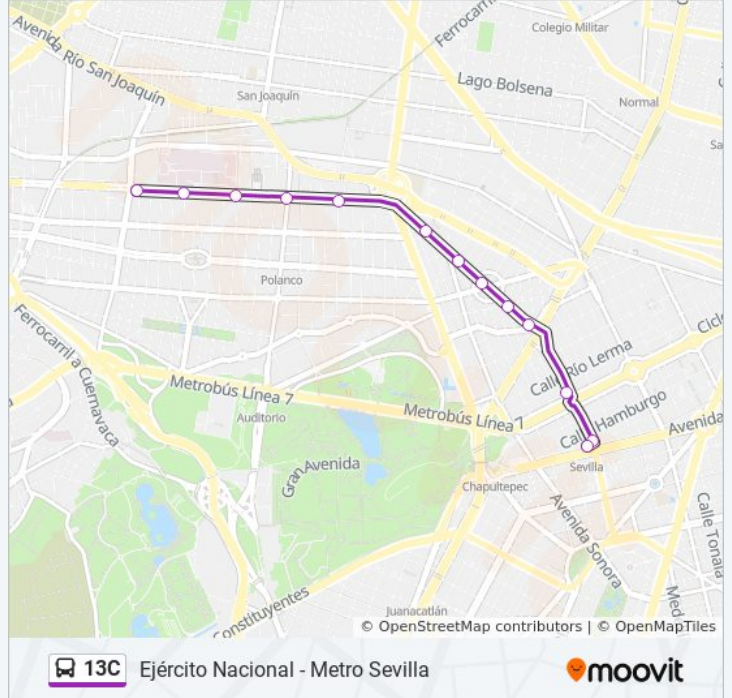 Avenida Río San Joaquín
Ferrocarril
Colegio Militar
Lago Bolsena
San Joaquín
Normal
Polanco
Ferrocarril a Cuernavaca
Metrobús Línea 7
Auditorio
Gran Avenida
Metrobús Línea 7
Calle Río Lerma
Calle Hamburgo
Avenida
Sevilla
Chapultepec
Avenida Sonora
Calle Tonalá
Constituyentes
Juanacatlán
© OpenStreetMap contributors | © OpenMapTiles
13C Ejército Nacional - Metro Sevilla
moovit